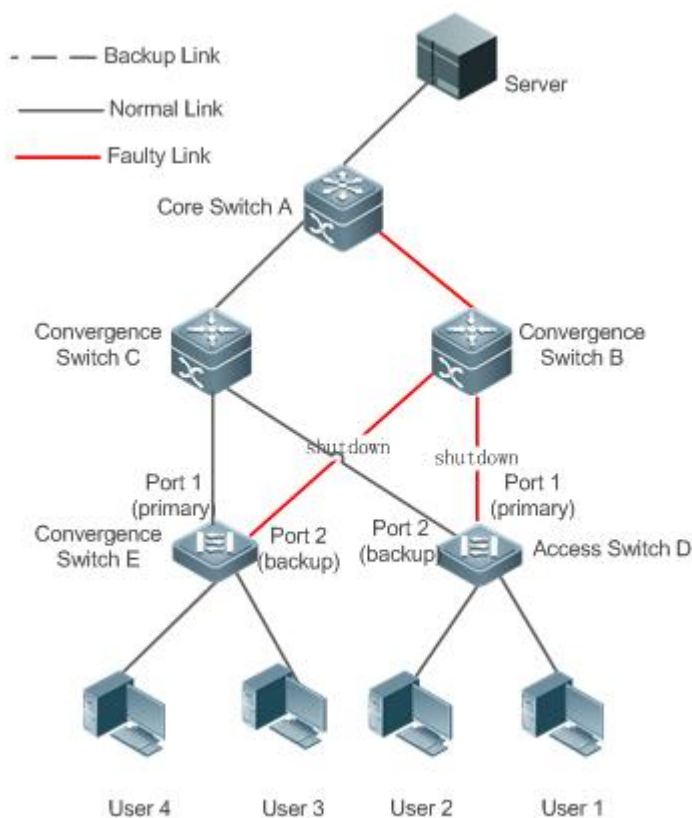 Backup Link
Server
Normal Link
Faulty Link
Core Switch A
Convergence
Switch C
Convergence
Switch B
shutdown
shutdown
Port 1
(primary)
Port 1
(primary)
Convergence
Switch E
Port 2
(backup)
Port 2
(backup)
Access Switch D
User 4
User 3
User 2
User 1